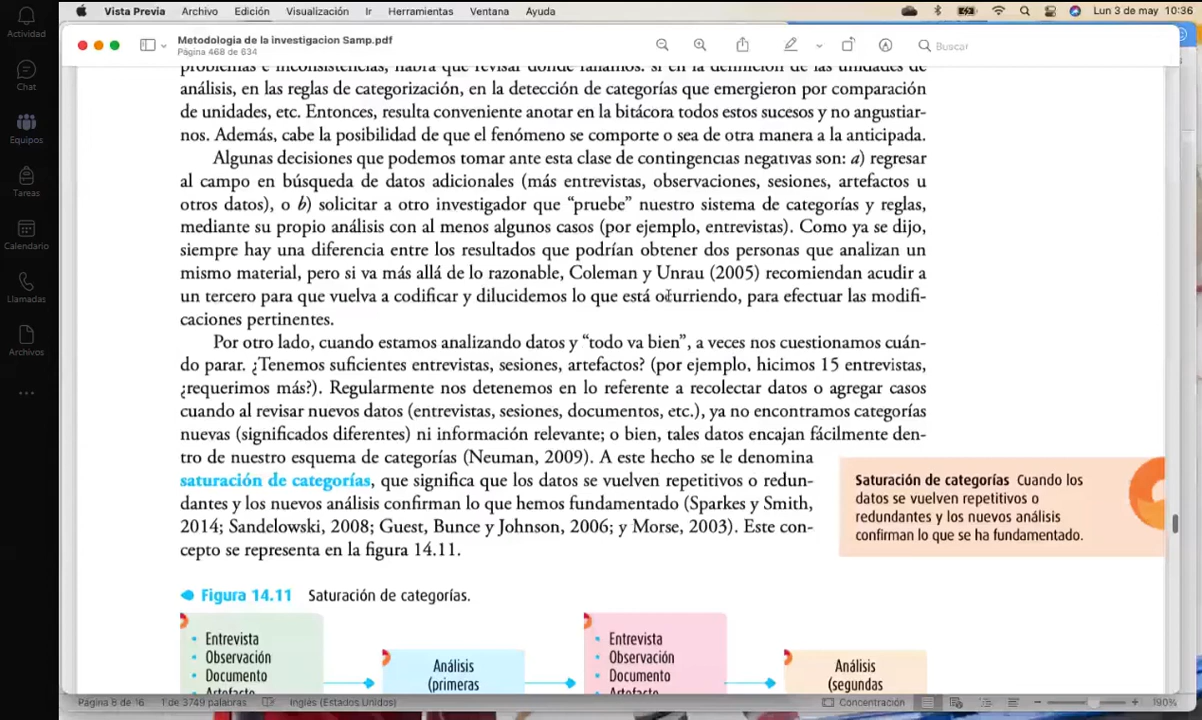 Vista Previa Archivo Edición Visualización Ir Herramientas Ventana Ayuda Lun 3 de may 10:36
Actividad
Chat
Equipos
Tareas
Calendario
Llamadas
Archivos
Metodologia de la investigacion Samp.pdf
Página 468 de 634
Buscar
problemas e inconsistencias, habrá que revisar dónde fallamos: si en la definición de las unidades de
análisis, en las reglas de categorización, en la detección de categorías que emergieron por comparación
de unidades, etc. Entonces, resulta conveniente anotar en la bitácora todos estos sucesos y no angustiar-
nos. Además, cabe la posibilidad de que el fenómeno se comporte o sea de otra manera a la anticipada.
Algunas decisiones que podemos tomar ante esta clase de contingencias negativas son: a) regresar
al campo en búsqueda de datos adicionales (más entrevistas, observaciones, sesiones, artefactos u
otros datos), o b) solicitar a otro investigador que “pruebe” nuestro sistema de categorías y reglas,
mediante su propio análisis con al menos algunos casos (por ejemplo, entrevistas). Como ya se dijo,
siempre hay una diferencia entre los resultados que podrían obtener dos personas que analizan un
mismo material, pero si va más allá de lo razonable, Coleman y Unrau (2005) recomiendan acudir a
un tercero para que vuelva a codificar y dilucidemos lo que está ocurriendo, para efectuar las modifi-
caciones pertinentes.
Por otro lado, cuando estamos analizando datos y “todo va bien”, a veces nos cuestionamos cuán-
do parar. ¿Tenemos suficientes entrevistas, sesiones, artefactos? (por ejemplo, hicimos 15 entrevistas,
¿requerimos más?). Regularmente nos detenemos en lo referente a recolectar datos o agregar casos
cuando al revisar nuevos datos (entrevistas, sesiones, documentos, etc.), ya no encontramos categorías
nuevas (significados diferentes) ni información relevante; o bien, tales datos encajan fácilmente den-
tro de nuestro esquema de categorías (Neuman, 2009). A este hecho se le denomina
saturación de categorías, que significa que los datos se vuelven repetitivos o redun-
dantes y los nuevos análisis confirman lo que hemos fundamentado (Sparkes y Smith,
2014; Sandelowski, 2008; Guest, Bunce y Johnson, 2006; y Morse, 2003). Este con-
cepto se representa en la figura 14.11.
Saturación de categorías Cuando los
datos se vuelven repetitivos o
redundantes y los nuevos análisis
confirman lo que se ha fundamentado.
Figura 14.11 Saturación de categorías.
• Entrevista
• Observación
• Documento
• Artefacto
Análisis
(primeras
• Entrevista
• Observación
• Documento
• Artefacto
Análisis
(segundas
Página 8 de 16 1 de 3749 palabras Inglés (Estados Unidos) Concentración 190%